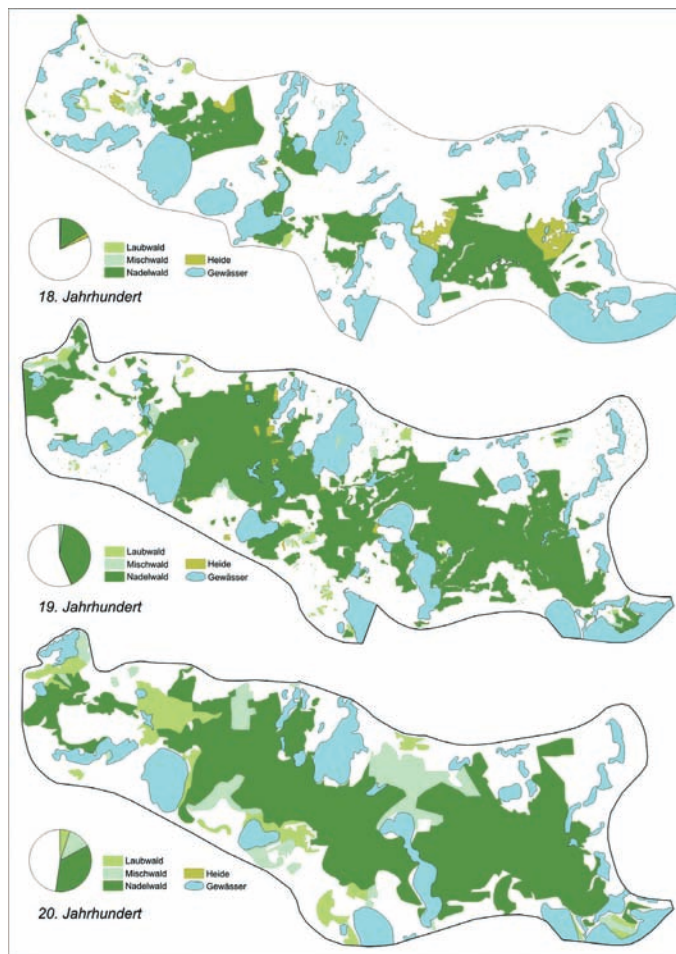 Laubwald
Mischwald
Nadelwald
Heide
Gewässer
18. Jahrhundert
Laubwald
Mischwald
Nadelwald
Heide
Gewässer
19. Jahrhundert
Laubwald
Mischwald
Nadelwald
Heide
Gewässer
20. Jahrhundert